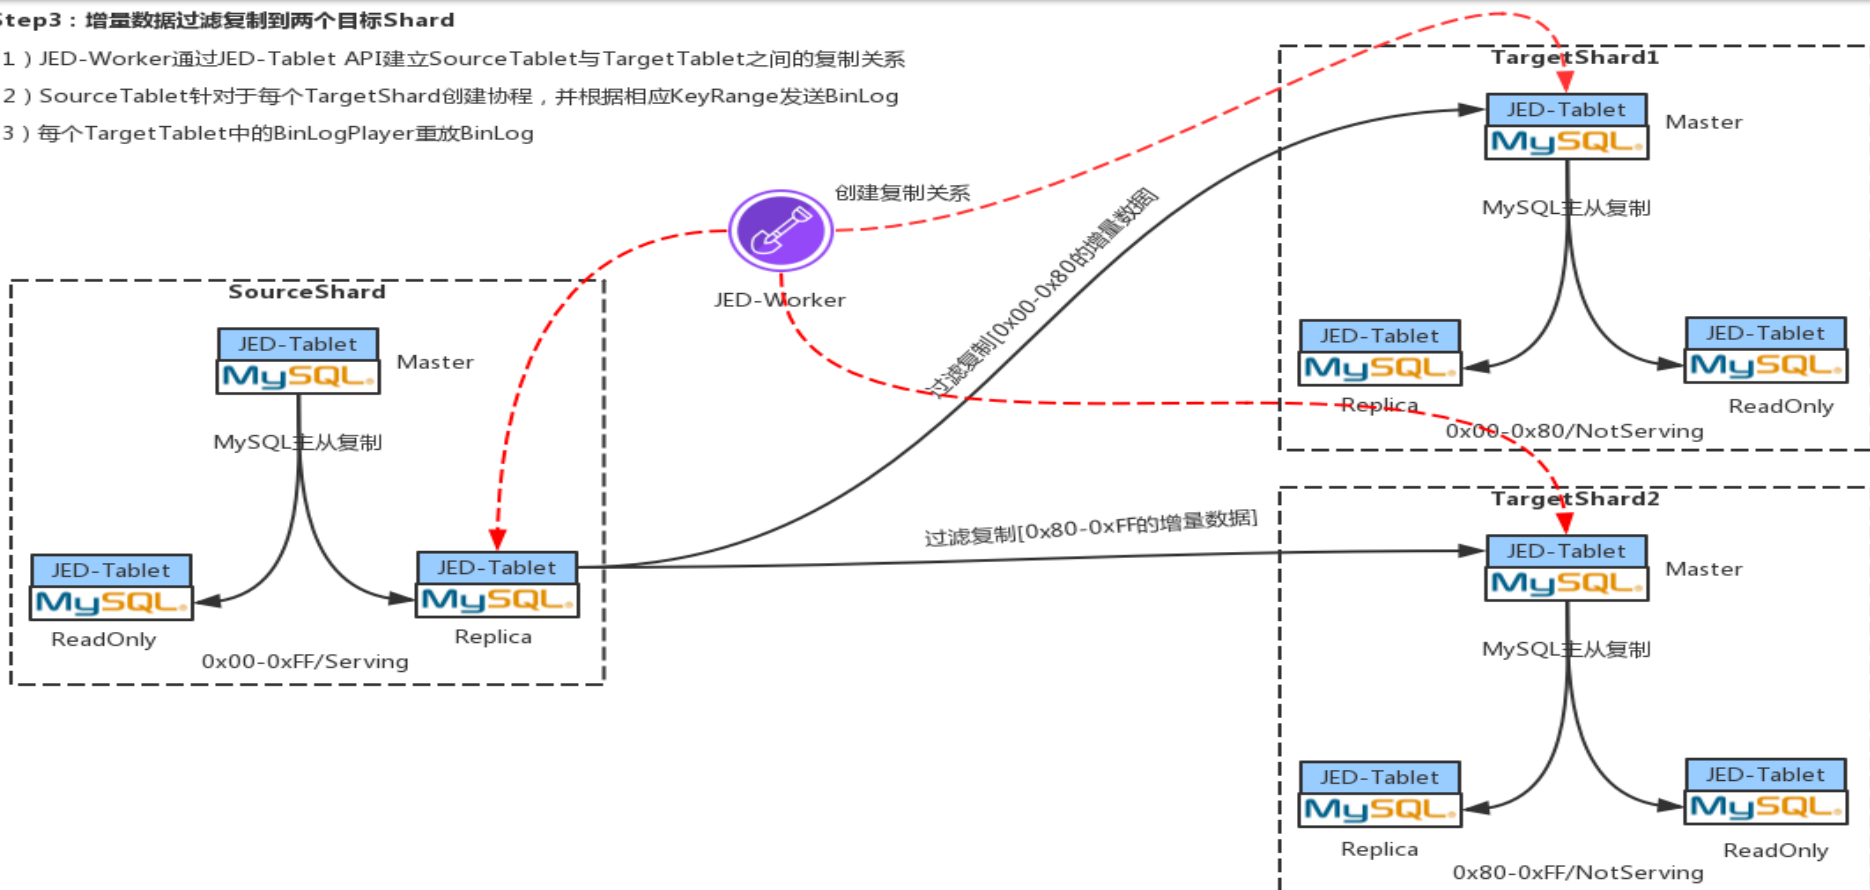 Step3：增量数据过滤复制到两个目标Shard
1）JED-Worker通过JED-Tablet API建立SourceTablet与TargetTablet之间的复制关系
2）SourceTablet针对于每个TargetShard创建协程，并根据相应KeyRange发送BinLog
3）每个TargetTablet中的BinLogPlayer重放BinLog
创建复制关系
JED-Worker
SourceShard
JED-Tablet
MySQL
Master
MySQL主从复制
JED-Tablet
MySQL
ReadOnly
JED-Tablet
MySQL
Replica
0x00-0xFF/Serving
过滤复制[0x00-0x80的增量数据]
过滤复制[0x80-0xFF的增量数据]
TargetShard1
JED-Tablet
MySQL
Master
MySQL主从复制
JED-Tablet
MySQL
Replica
JED-Tablet
MySQL
ReadOnly
0x00-0x80/NotServing
TargetShard2
JED-Tablet
MySQL
Master
MySQL主从复制
JED-Tablet
MySQL
Replica
JED-Tablet
MySQL
ReadOnly
0x80-0xFF/NotServing